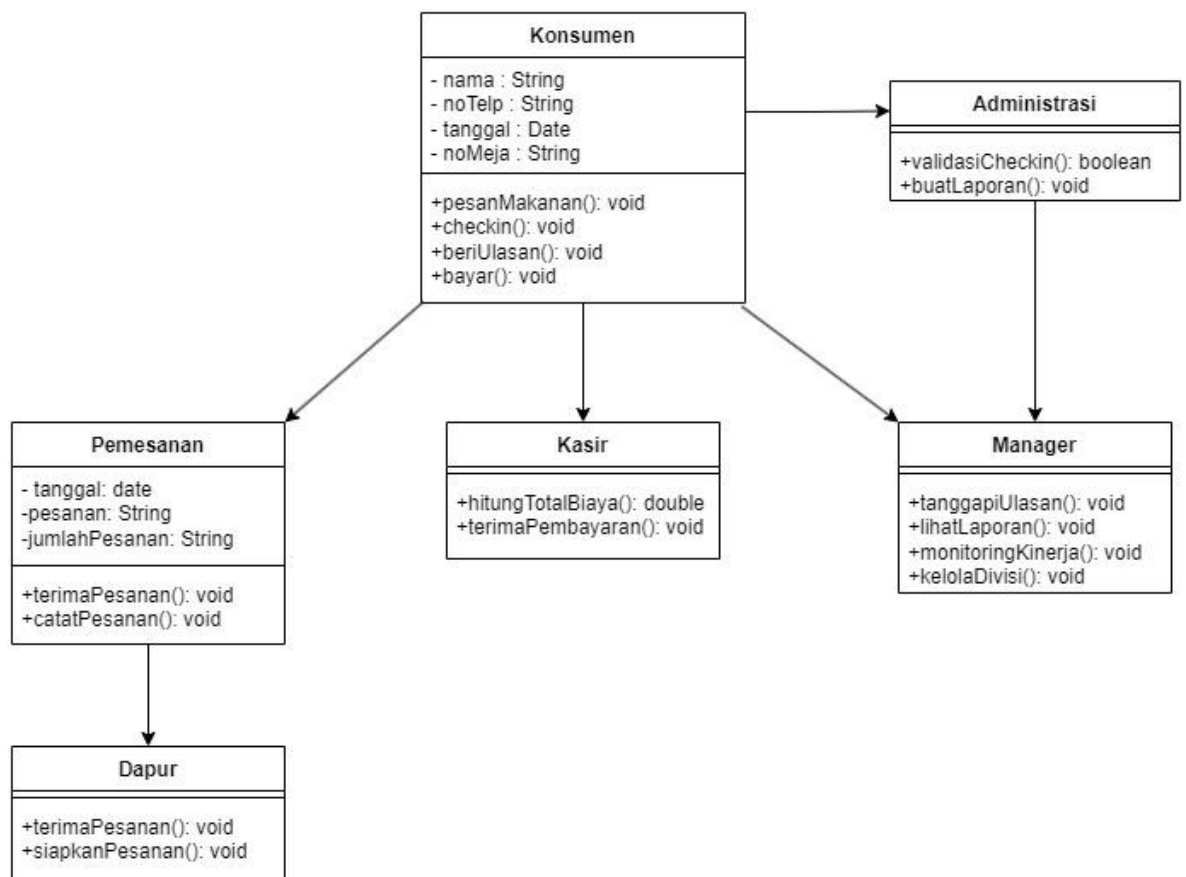 Konsumen
- nama : String
- noTelp : String
- tanggal : Date
- noMeja : String
+pesanMakanan(): void
+checkin(): void
+beriUlasan(): void
+bayar(): void
Administrasi
+validasiCheckin(): boolean
+buatLaporan(): void
Pemesanan
- tanggal: date
-pesanan: String
-jumlahPesanan: String
+terimaPesanan(): void
+catatPesanan(): void
Kasir
+hitungTotalBiaya(): double
+terimaPembayaran(): void
Manager
+tanggapiUlasan(): void
+lihatLaporan(): void
+monitoringKinerja(): void
+kelolaDivisi(): void
Dapur
+terimaPesanan(): void
+siapkanPesanan(): void